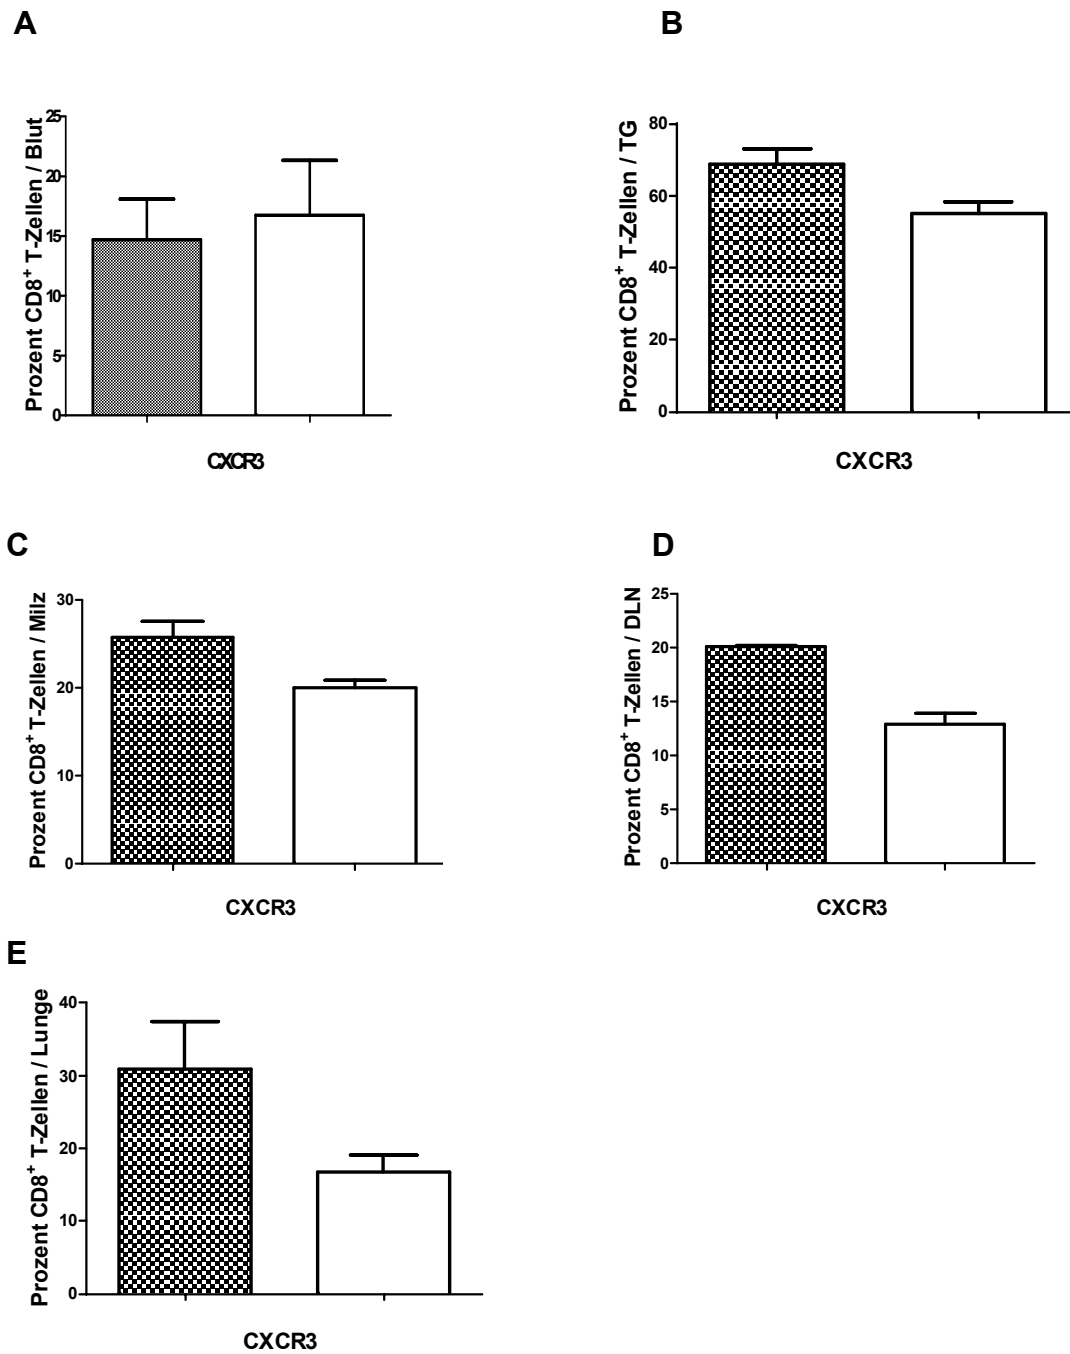 A
Prozent CD8+ T-Zellen / Blut
25
20
15
10
5
0
CXCR3
B
Prozent CD8+ T-Zellen / TG
80
60
40
20
0
CXCR3
C
Prozent CD8+ T-Zellen / Milz
30
20
10
0
CXCR3
D
Prozent CD8+ T-Zellen / DLN
25
20
15
10
5
0
CXCR3
E
Prozent CD8+ T-Zellen / Lunge
40
30
20
10
0
CXCR3